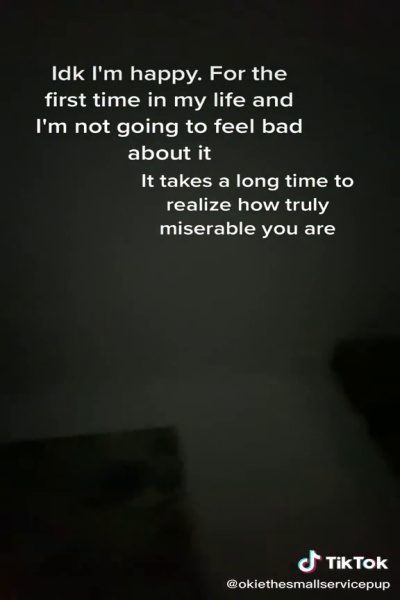 Idk I'm happy. For the
first time in my life and
I'm not going to feel bad
about it
It takes a long time to
realize how truly
miserable you are
TikTok
@okiethesmallservicepup